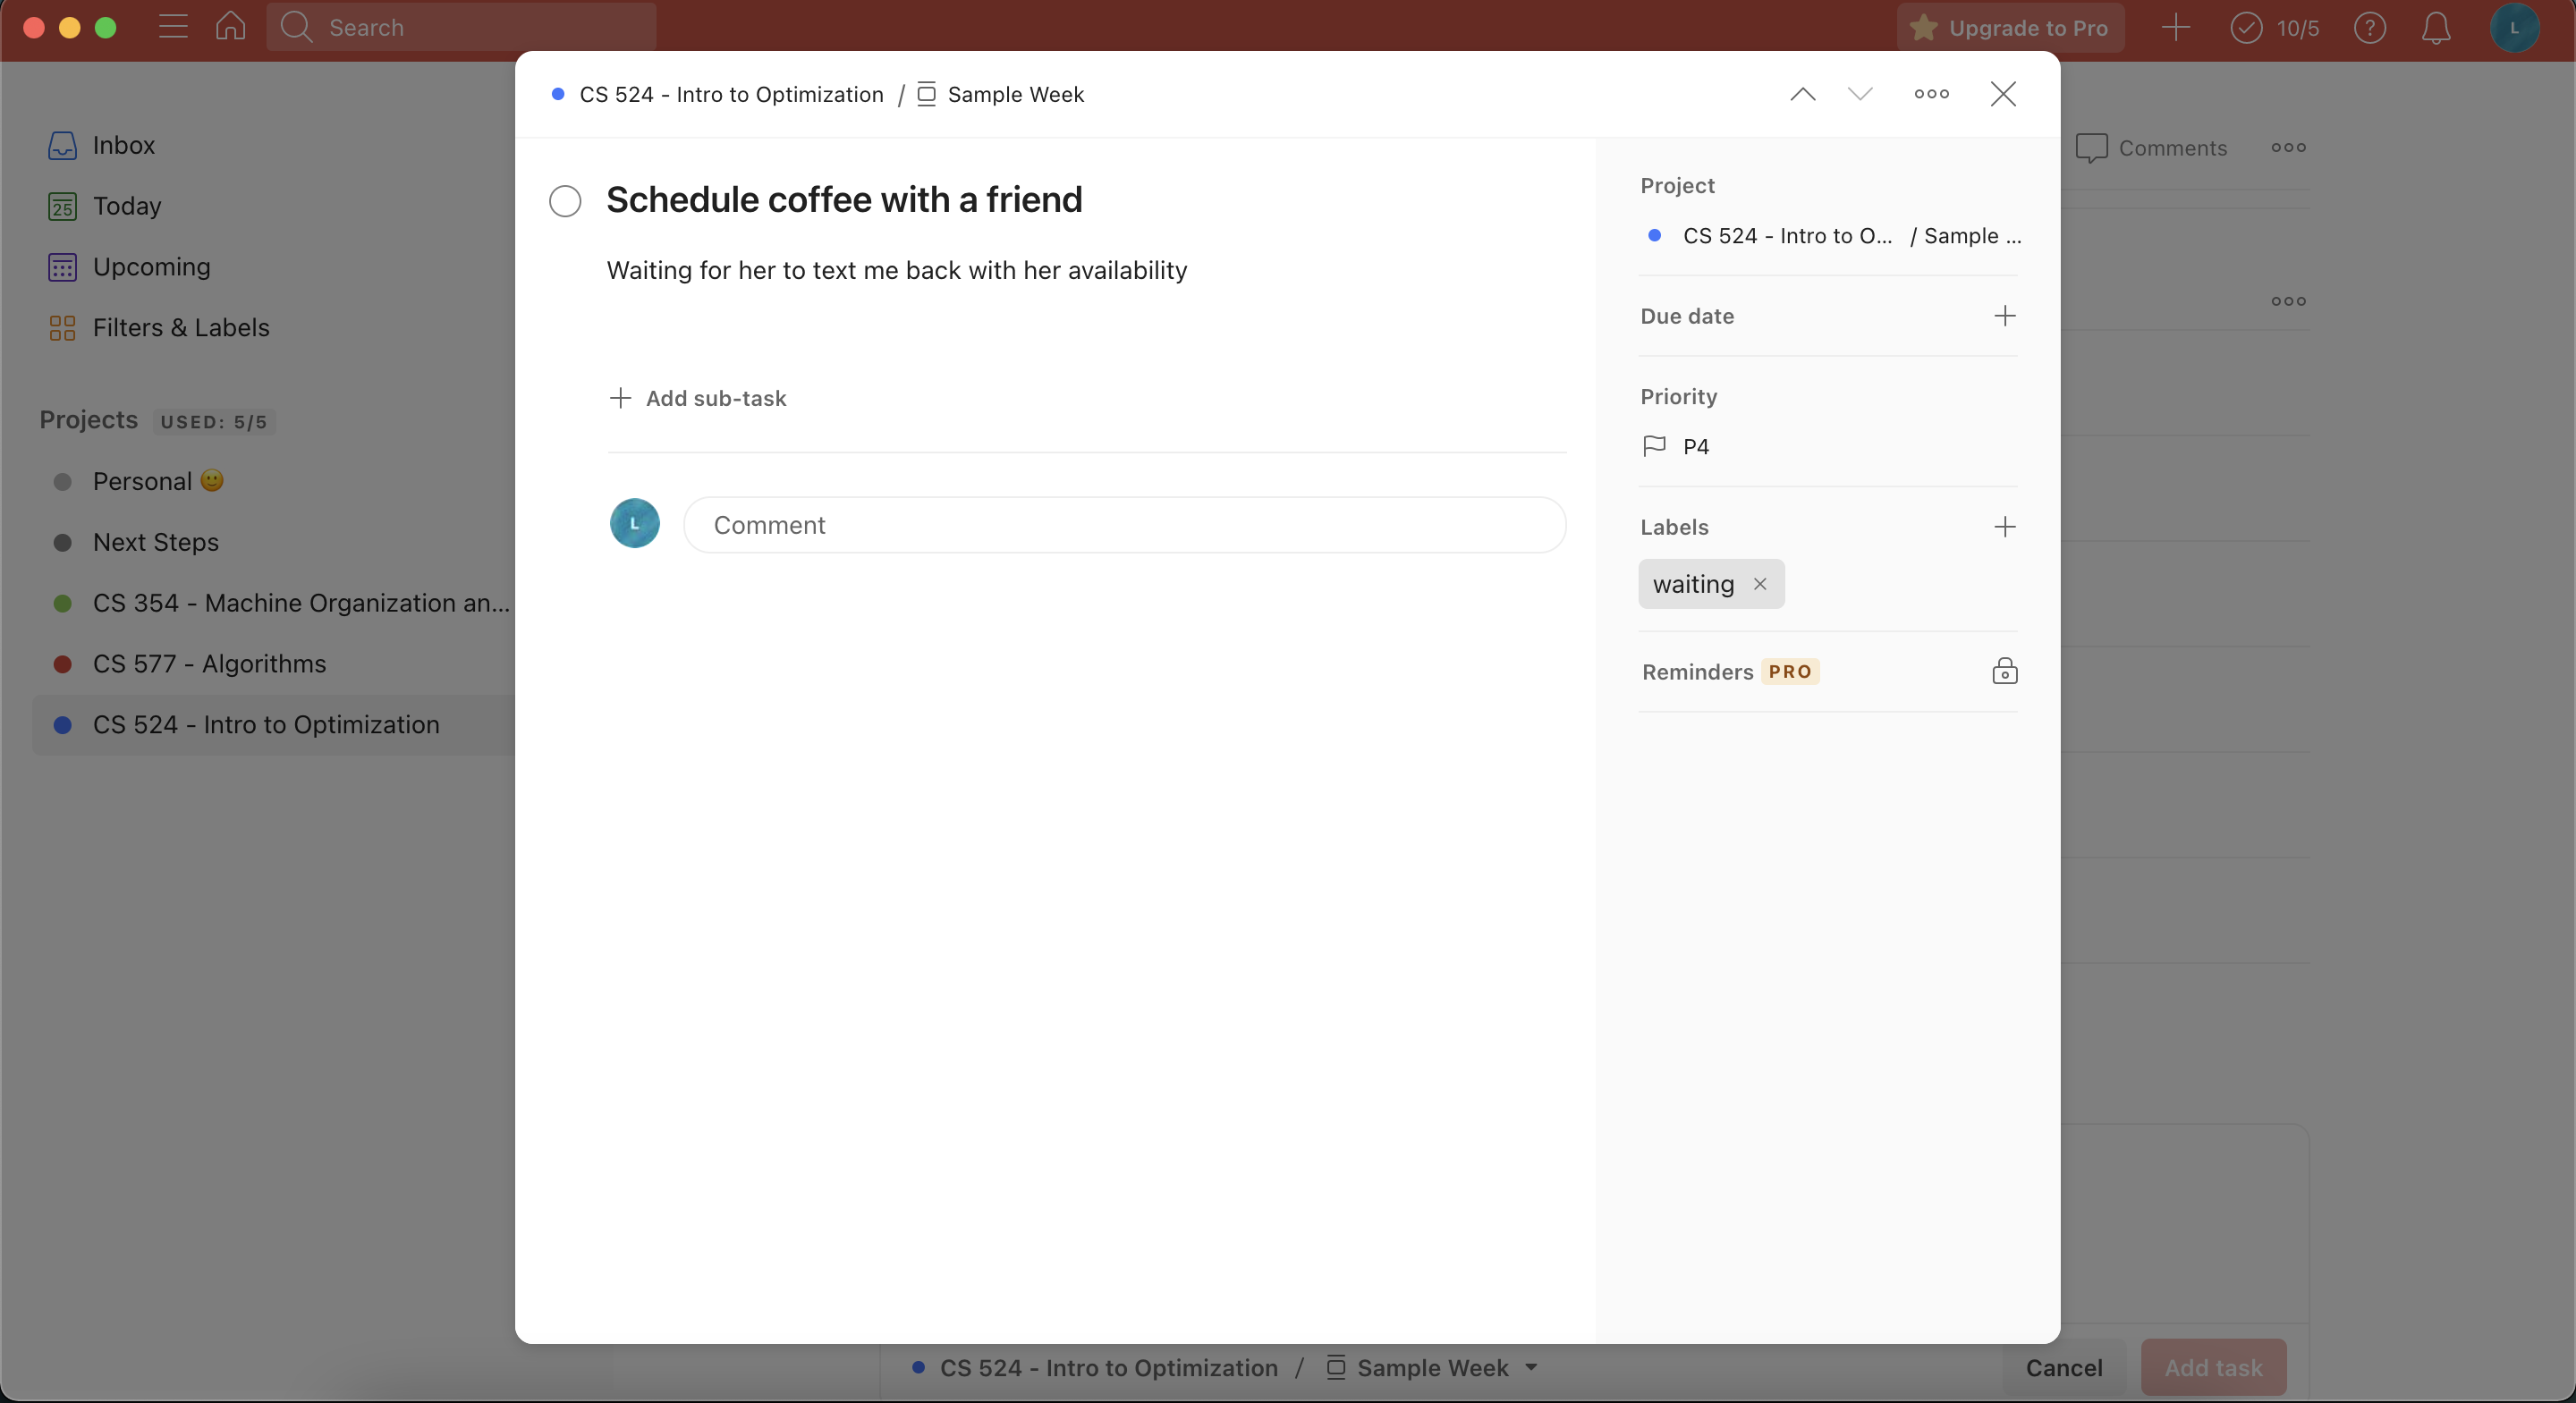 Search
Upgrade to Pro
10/5
L
CS 524 - Intro to Optimization / Sample Week
Inbox
25 Today
Upcoming
Filters & Labels
Projects USED: 5/5
Personal 🙂
Next Steps
CS 354 - Machine Organization an...
CS 577 - Algorithms
CS 524 - Intro to Optimization
Schedule coffee with a friend
Waiting for her to text me back with her availability
Add sub-task
L
Comment
Project
CS 524 - Intro to O... / Sample ...
Due date
Priority
P4
Labels
waiting
Reminders PRO
Comments
CS 524 - Intro to Optimization / Sample Week
Cancel
Add task